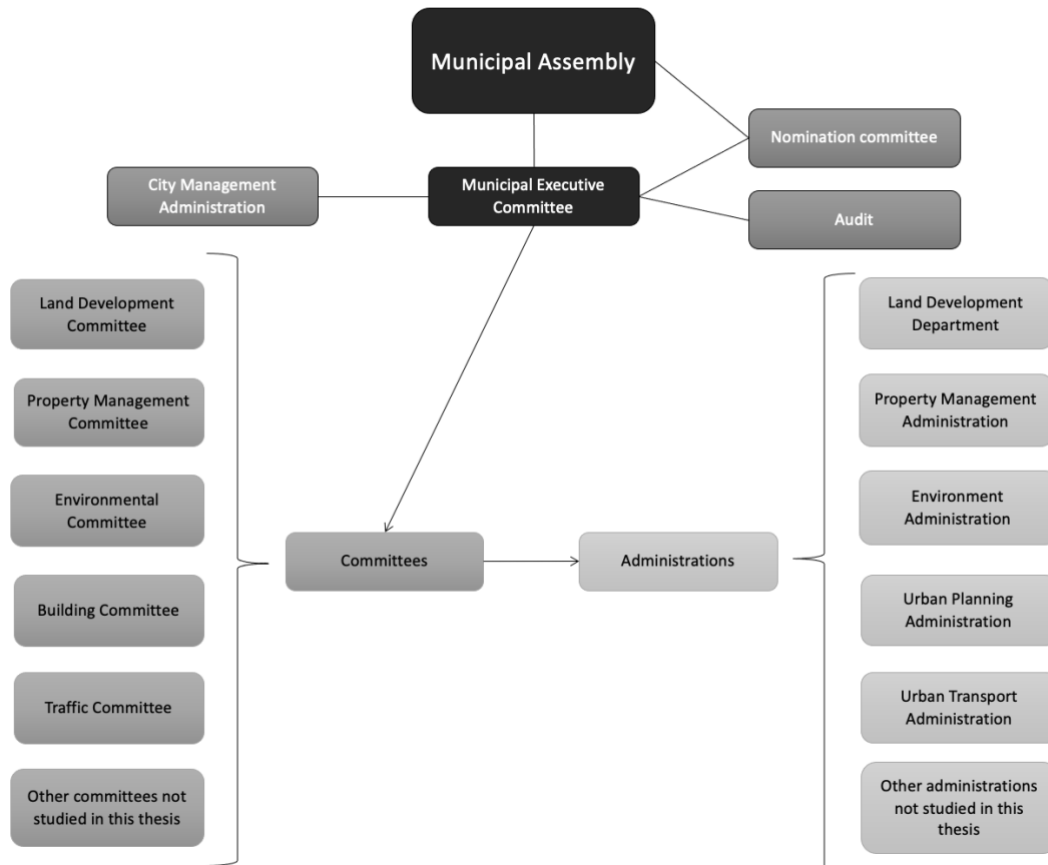 Municipal Assembly
Nomination committee
City Management
Administration
Municipal Executive
Committee
Audit
Land Development
Committee
Property Management
Committee
Environmental
Committee
Building Committee
Traffic Committee
Other committees not
studied in this thesis
Committees
Administrations
Land Development
Department
Property Management
Administration
Environment
Administration
Urban Planning
Administration
Urban Transport
Administration
Other administrations
not studied in this
thesis